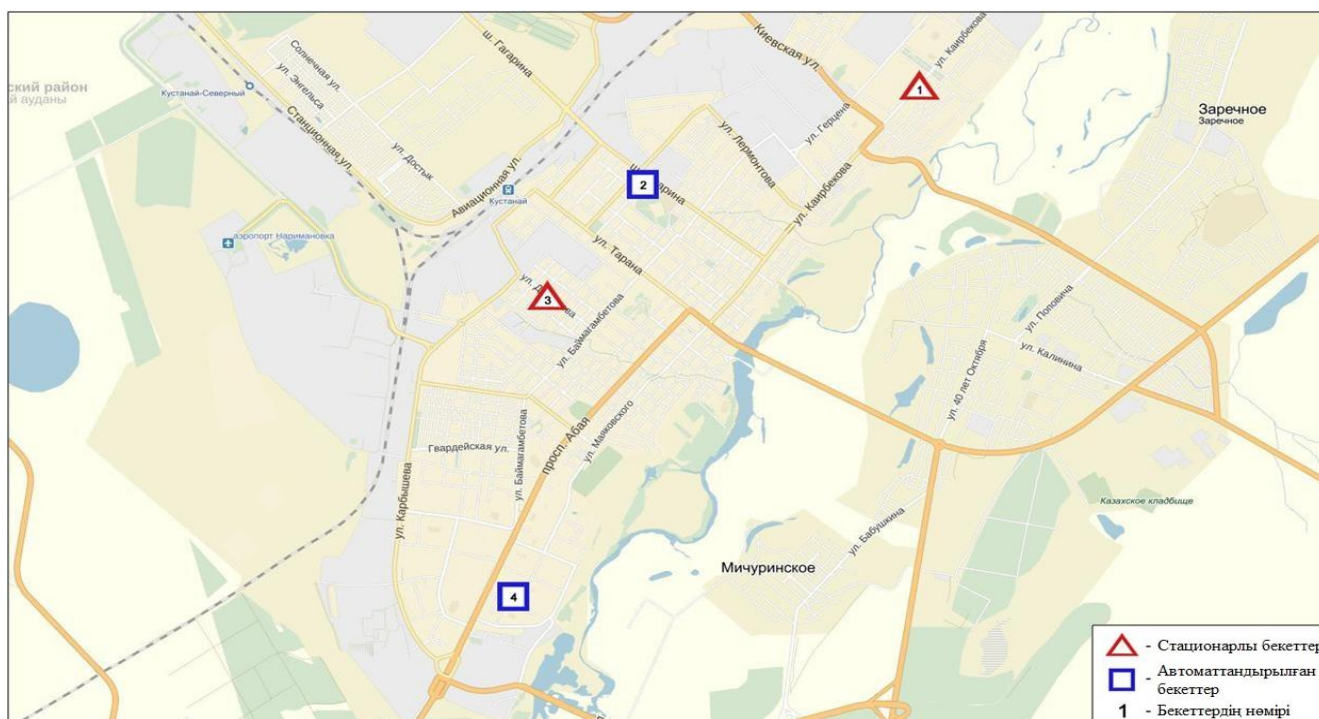 ский район
й ауданы
Кустанай-Северный
Солнечная ул.
ул. Энгельса
ул. Достык
Станционная ул.
Авиационная ул.
ш. Гагарина
Кустанай
аэропорт Наримановка
Киевская ул.
ул. Каирбекова
1
ул. Герцена
ул. Лермонтова
2
ул. Каирбекова
Заречное
Заречное
ул. Тарана
3
ул. Баймагамбетова
ул. Поповича
ул. Калинина
ул. 40 лет Октября
Гвардейская ул.
ул. Баймагамбетова
просп. Абая
ул. Маяковского
ул. Карбышева
Казахское кладбище
ул. Бабушкина
Мичуринское
4
- Стационарлы бекеттер
- Автоматтандырылған
бекеттер
1 - Бекеттердің нөмірі